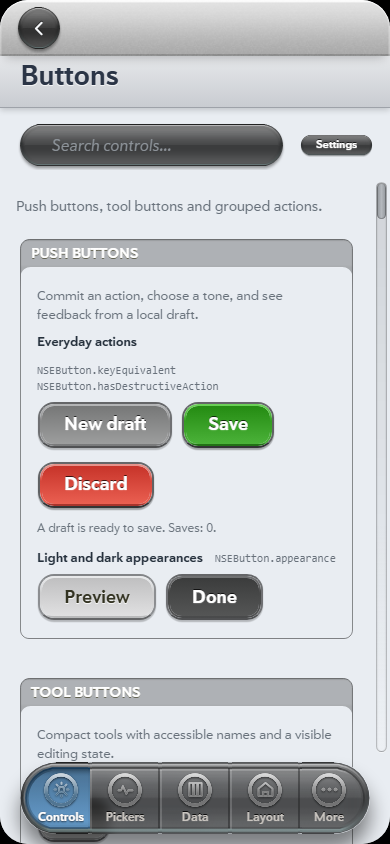 Buttons
Search controls...
Settings
Push buttons, tool buttons and grouped actions.
PUSH BUTTONS
Commit an action, choose a tone, and see
feedback from a local draft.
Everyday actions
NSEButton.keyEquivalent
NSEButton.hasDestructiveAction
New draft
Save
Discard
A draft is ready to save. Saves: 0.
Light and dark appearances NSEButton.appearance
Preview
Done
TOOL BUTTONS
Compact tools with accessible names and a visible
editing state.
Controls
Pickers
Data
Layout
More